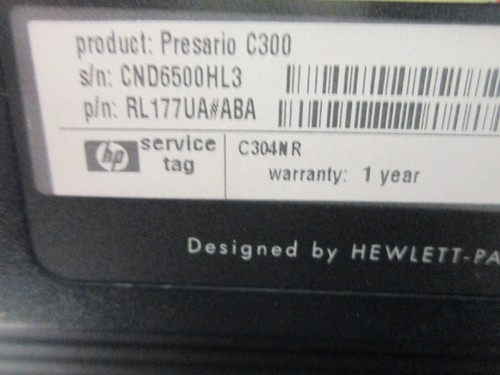 product: Presario C300
s/n: CND6500HL3
p/n: RL177UA#ABA
hp service tag
C304NR
warranty: 1 year
Designed by HEWLETT-PA